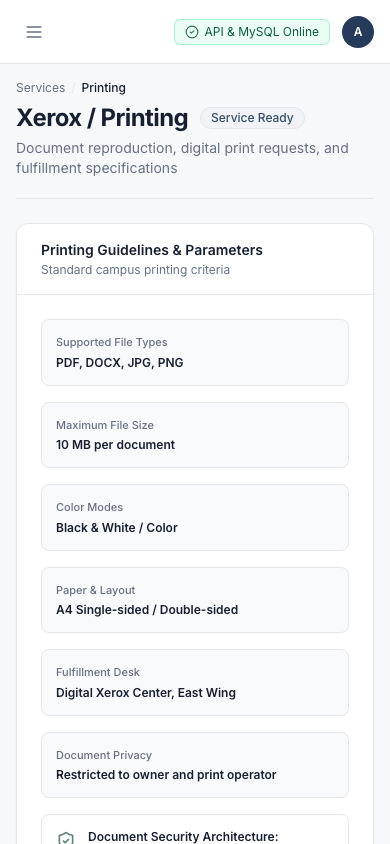 API & MySQL Online
A
Services / Printing
Xerox / Printing
Service Ready
Document reproduction, digital print requests, and
fulfillment specifications
Printing Guidelines & Parameters
Standard campus printing criteria
Supported File Types
PDF, DOCX, JPG, PNG
Maximum File Size
10 MB per document
Color Modes
Black & White / Color
Paper & Layout
A4 Single-sided / Double-sided
Fulfillment Desk
Digital Xerox Center, East Wing
Document Privacy
Restricted to owner and print operator
Document Security Architecture: